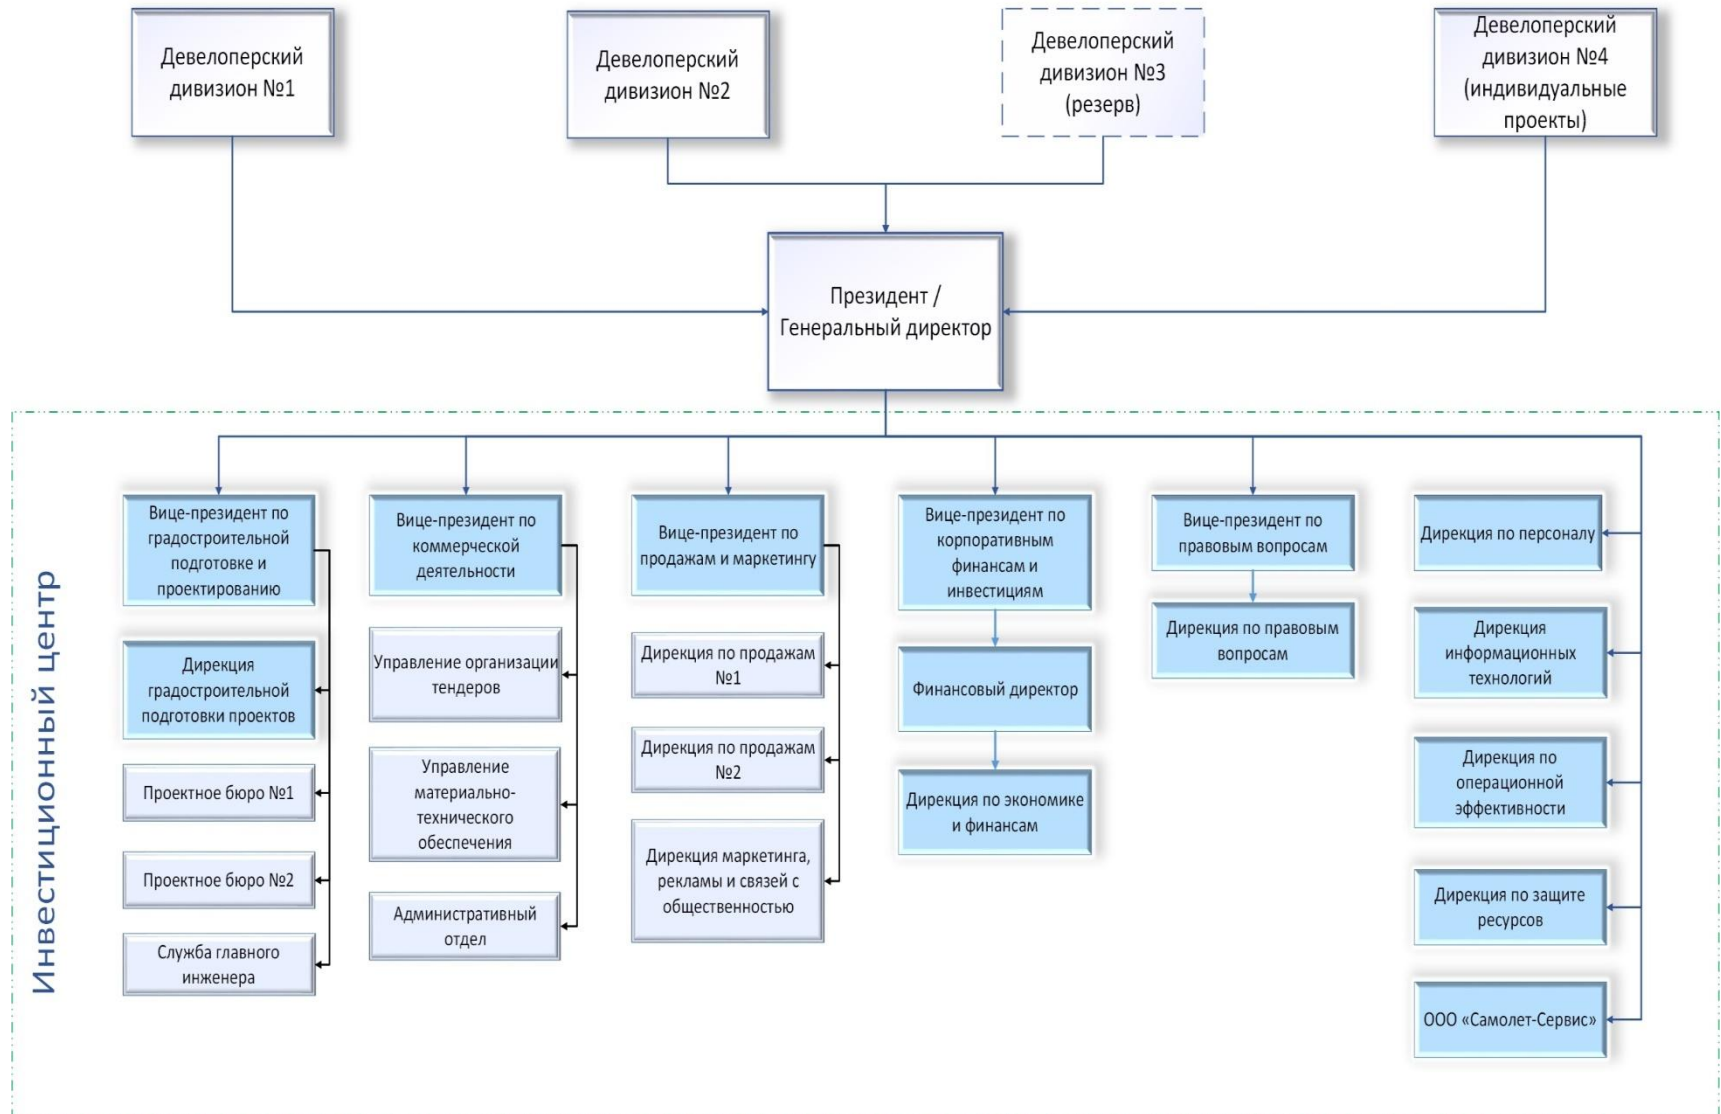 Девелоперский
дивизион №1
Девелоперский
дивизион №2
Девелоперский
дивизион №3
(резерв)
Девелоперский
дивизион №4
(индивидуальные
проекты)
Президент /
Генеральный директор
Инвестиционный центр
Вице-президент по
градостроительной
подготовке и
проектированию
Дирекция
градостроительной
подготовки проектов
Проектное бюро №1
Проектное бюро №2
Служба главного
инженера
Вице-президент по
коммерческой
деятельности
Управление организации
тендеров
Управление
материально-
технического
обеспечения
Административный
отдел
Вице-президент по
продажам и маркетингу
Дирекция по продажам
№1
Дирекция по продажам
№2
Дирекция маркетинга,
рекламы и связей с
общественностью
Вице-президент по
корпоративным
финансам и
инвестициям
Финансовый директор
Дирекция по экономике
и финансам
Вице-президент по
правовым вопросам
Дирекция по правовым
вопросам
Дирекция по персоналу
Дирекция
информационных
технологий
Дирекция по
операционной
эффективности
Дирекция по защите
ресурсов
ООО «Самолет-Сервис»